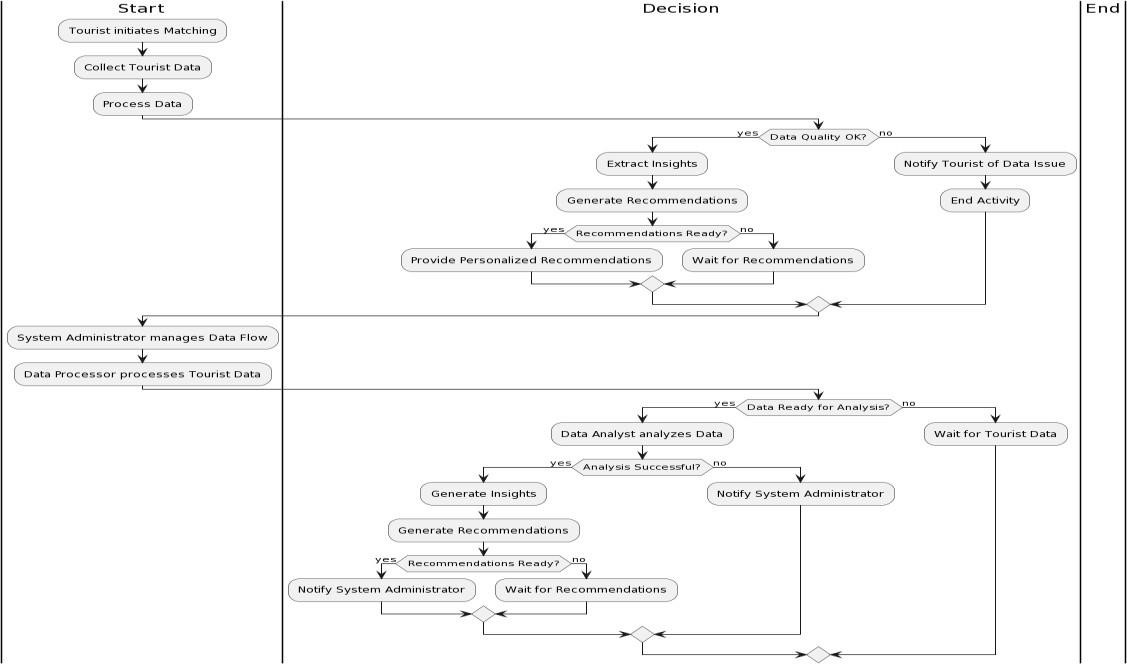 Start
Decision
End
Tourist initiates Matching
Collect Tourist Data
Process Data
yes
Data Quality OK?
no
Extract Insights
Notify Tourist of Data Issue
Generate Recommendations
End Activity
yes
Recommendations Ready?
no
Provide Personalized Recommendations
Wait for Recommendations
System Administrator manages Data Flow
Data Processor processes Tourist Data
yes
Data Ready for Analysis?
no
Data Analyst analyzes Data
Wait for Tourist Data
yes
Analysis Successful?
no
Generate Insights
Notify System Administrator
Generate Recommendations
yes
Recommendations Ready?
no
Notify System Administrator
Wait for Recommendations